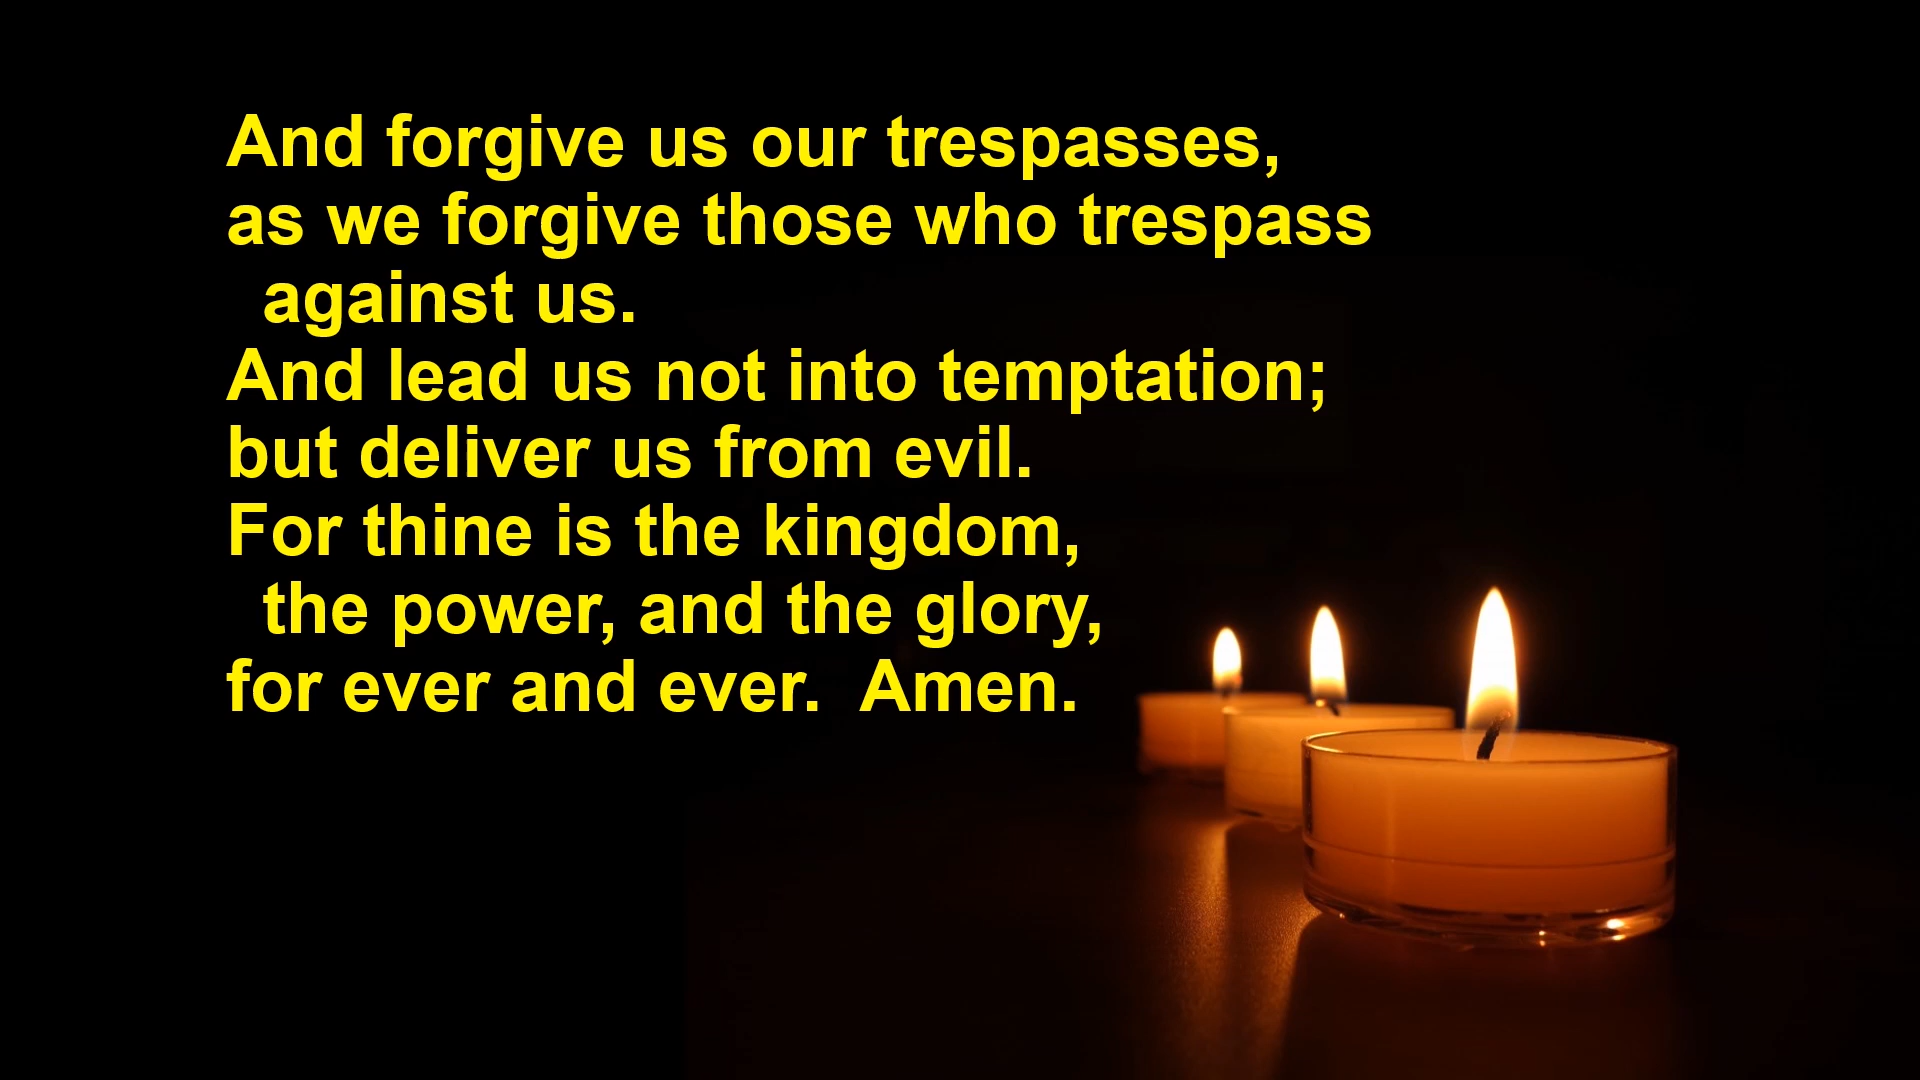 And forgive us our trespasses,
as we forgive those who trespass
against us.
And lead us not into temptation;
but deliver us from evil.
For thine is the kingdom,
the power, and the glory,
for ever and ever.  Amen.